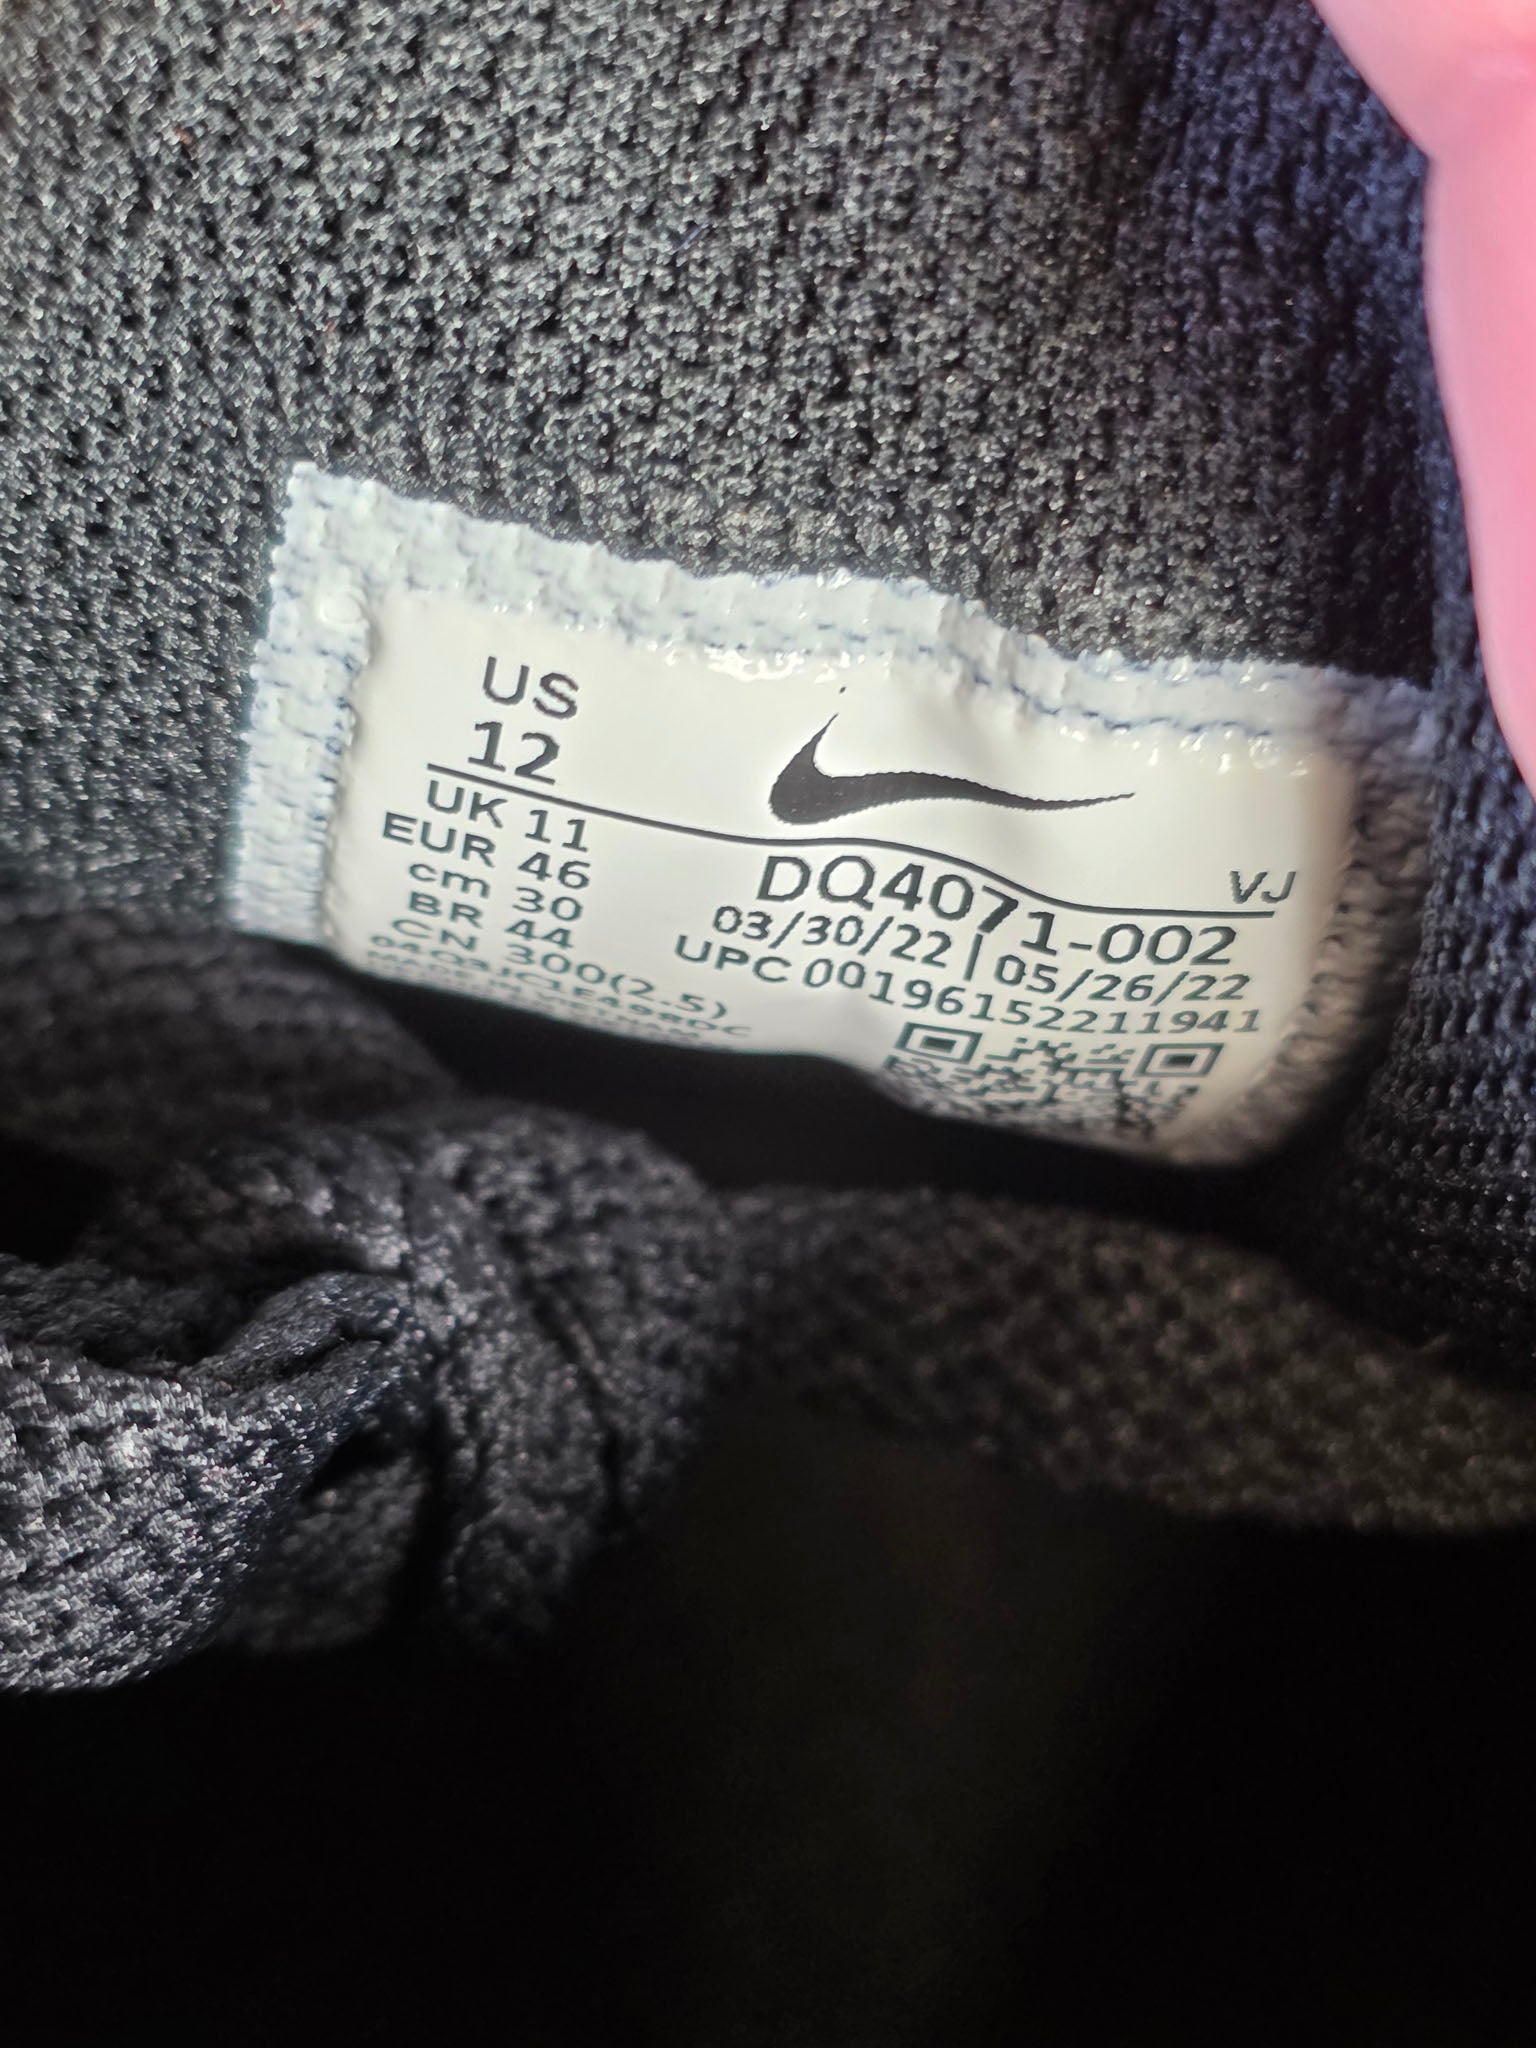 US
12
UK 11
EUR 46
cm 30
BR 44
CN 300(2.5)
VJ
DQ4071-002
03/30/22 | 05/26/22
UPC 00196152211941